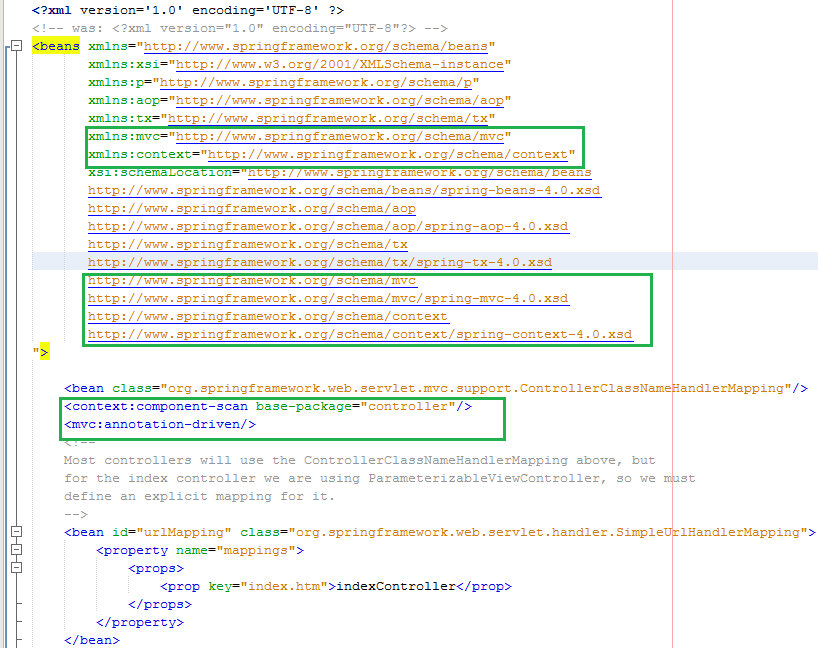 <?xml version='1.0' encoding='UTF-8' ?>
<!-- was: <?xml version="1.0" encoding="UTF-8"?> -->
<beans xmlns="http://www.springframework.org/schema/beans"
xmlns:xsi="http://www.w3.org/2001/XMLSchema-instance"
xmlns:p="http://www.springframework.org/schema/p"
xmlns:aop="http://www.springframework.org/schema/aop"
xmlns:tx="http://www.springframework.org/schema/tx"
xmlns:mvc="http://www.springframework.org/schema/mvc"
xmlns:context="http://www.springframework.org/schema/context"
xsi:schemaLocation="http://www.springframework.org/schema/beans
http://www.springframework.org/schema/beans/spring-beans-4.0.xsd
http://www.springframework.org/schema/aop
http://www.springframework.org/schema/aop/spring-aop-4.0.xsd
http://www.springframework.org/schema/tx
http://www.springframework.org/schema/tx/spring-tx-4.0.xsd
http://www.springframework.org/schema/mvc
http://www.springframework.org/schema/mvc/spring-mvc-4.0.xsd
http://www.springframework.org/schema/context
http://www.springframework.org/schema/context/spring-context-4.0.xsd
">
<bean class="org.springframework.web.servlet.mvc.support.ControllerClassNameHandlerMapping"/>
<context:component-scan base-package="controller"/>
<mvc:annotation-driven/>
<!--
Most controllers will use the ControllerClassNameHandlerMapping above, but
for the index controller we are using ParameterizableViewController, so we must
define an explicit mapping for it.
-->
<bean id="urlMapping" class="org.springframework.web.servlet.handler.SimpleUrlHandlerMapping">
<property name="mappings">
<props>
<prop key="index.htm">indexController</prop>
</props>
</property>
</bean>